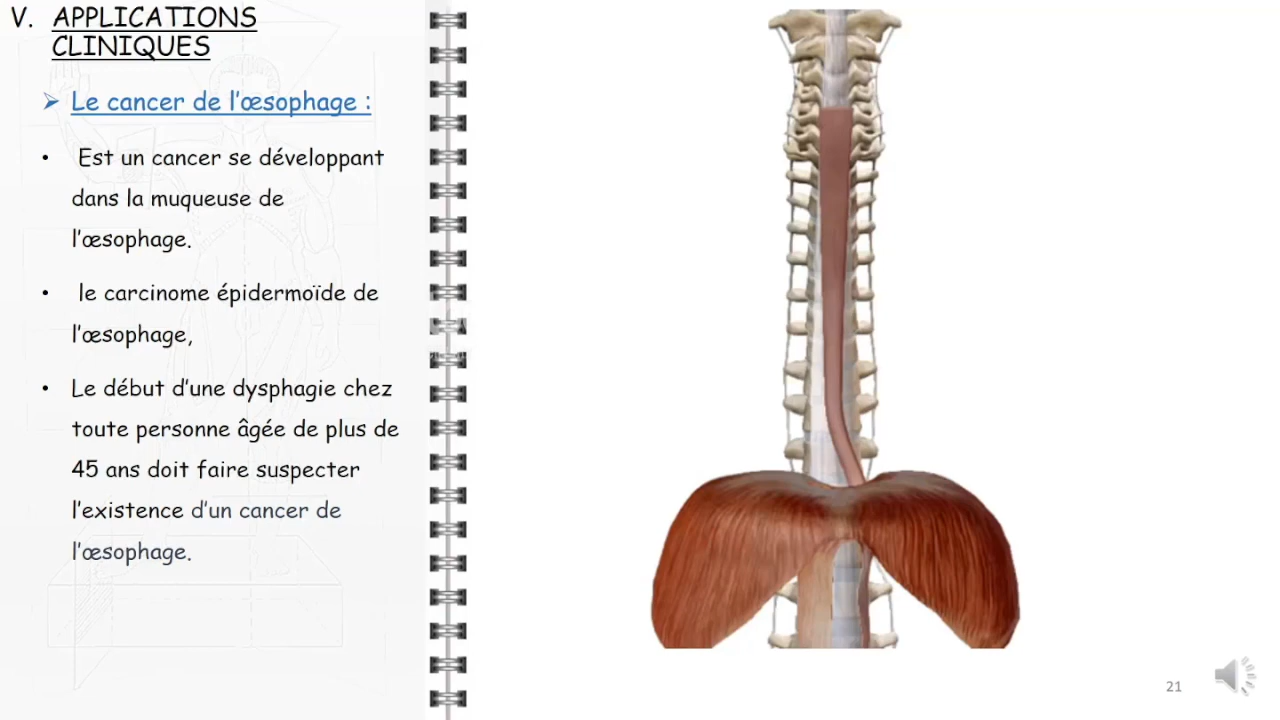 V. APPLICATIONS
CLINIQUES
➢ Le cancer de l'œsophage :
• Est un cancer se développant
dans la muqueuse de
l'œsophage.
• le carcinome épidermoïde de
l'œsophage,
• Le début d'une dysphagie chez
toute personne âgée de plus de
45 ans doit faire suspecter
l'existence d'un cancer de
l'œsophage.
21